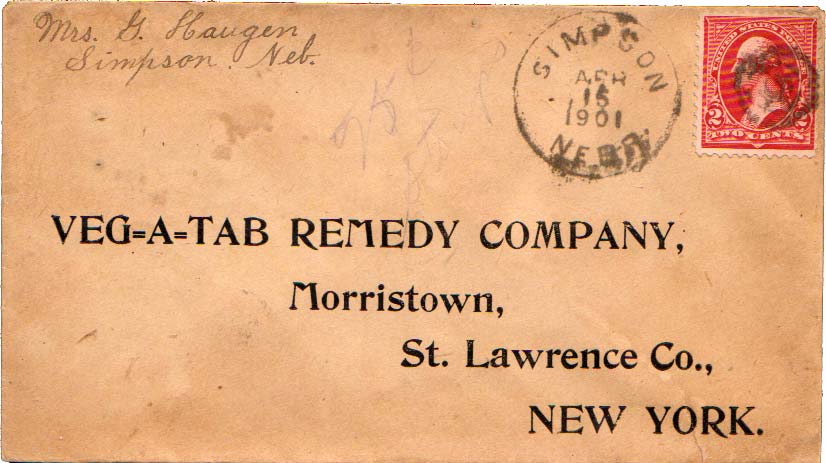 Mrs. G. Haugen
Simpson Neb.
SIMPSON
APR
15
1901
NEBR.
UNITED STATES POSTAGE
2 2
TWO CENTS
VEG=A=TAB REMEDY COMPANY,
Morristown,
St. Lawrence Co.,
NEW YORK.